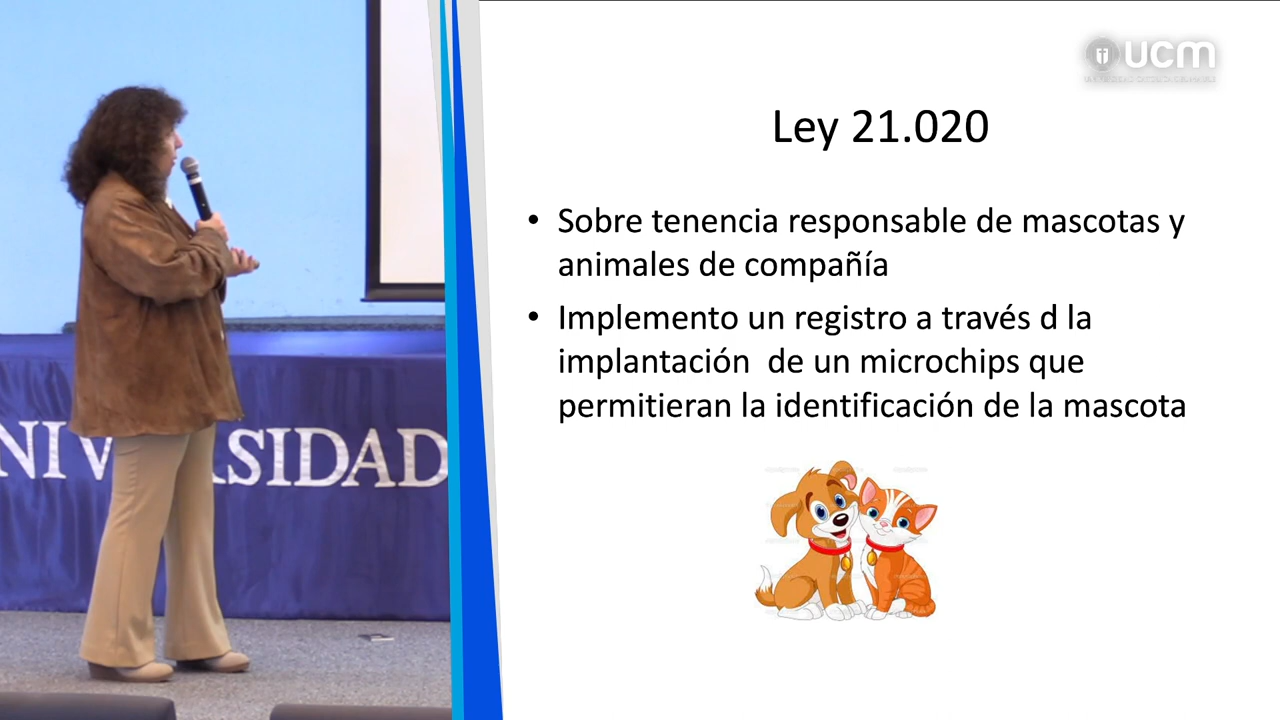 ucm
Ley 21.020
• Sobre tenencia responsable de mascotas y
animales de compañía
• Implemento un registro a través d la
implantación  de un microchips que
permitieran la identificación de la mascota
SIDAD